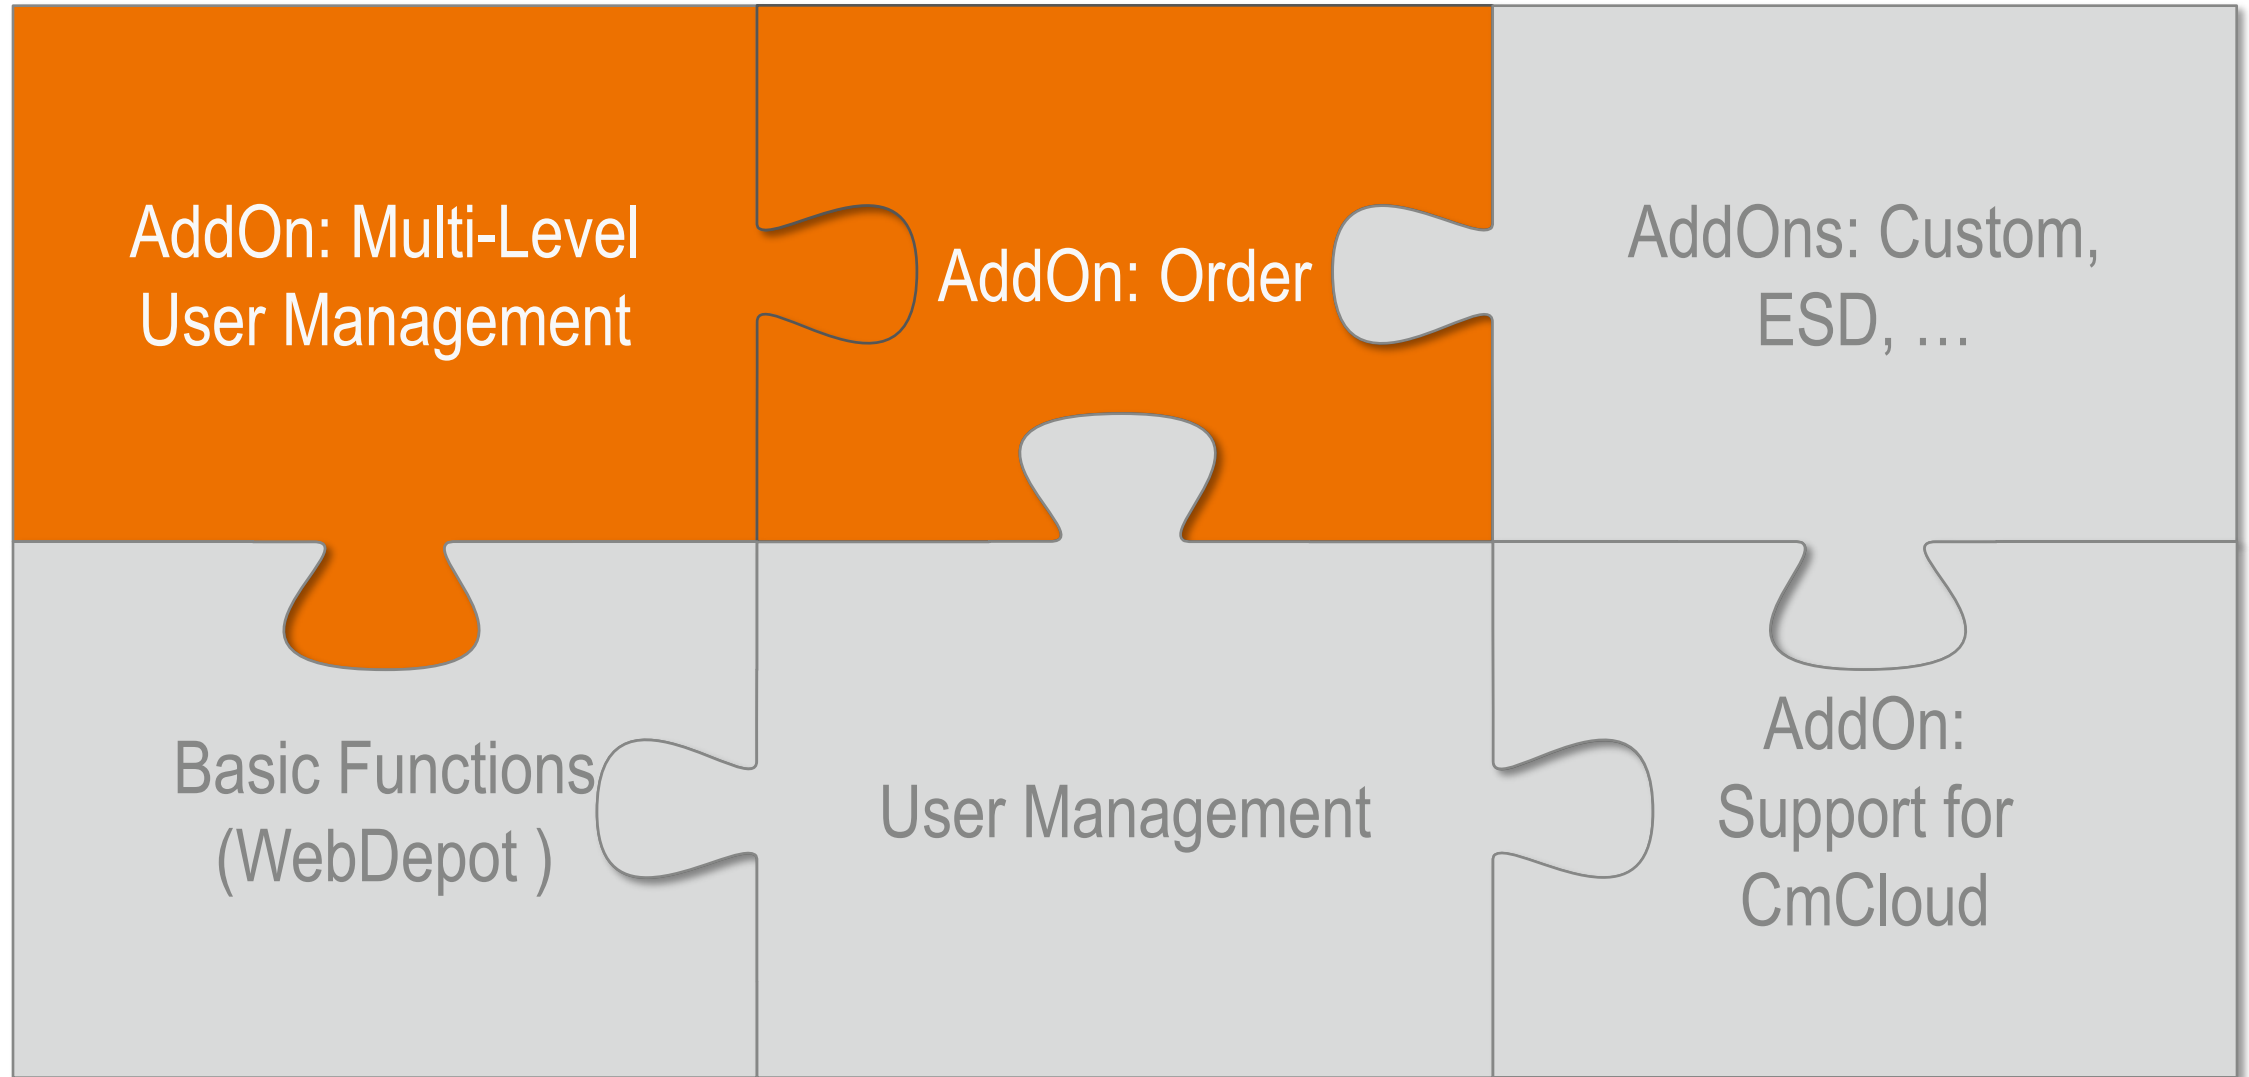 AddOn: Multi-Level
User Management
AddOn: Order
AddOns: Custom,
ESD, …
Basic Functions
(WebDepot )
User Management
AddOn:
Support for
CmCloud